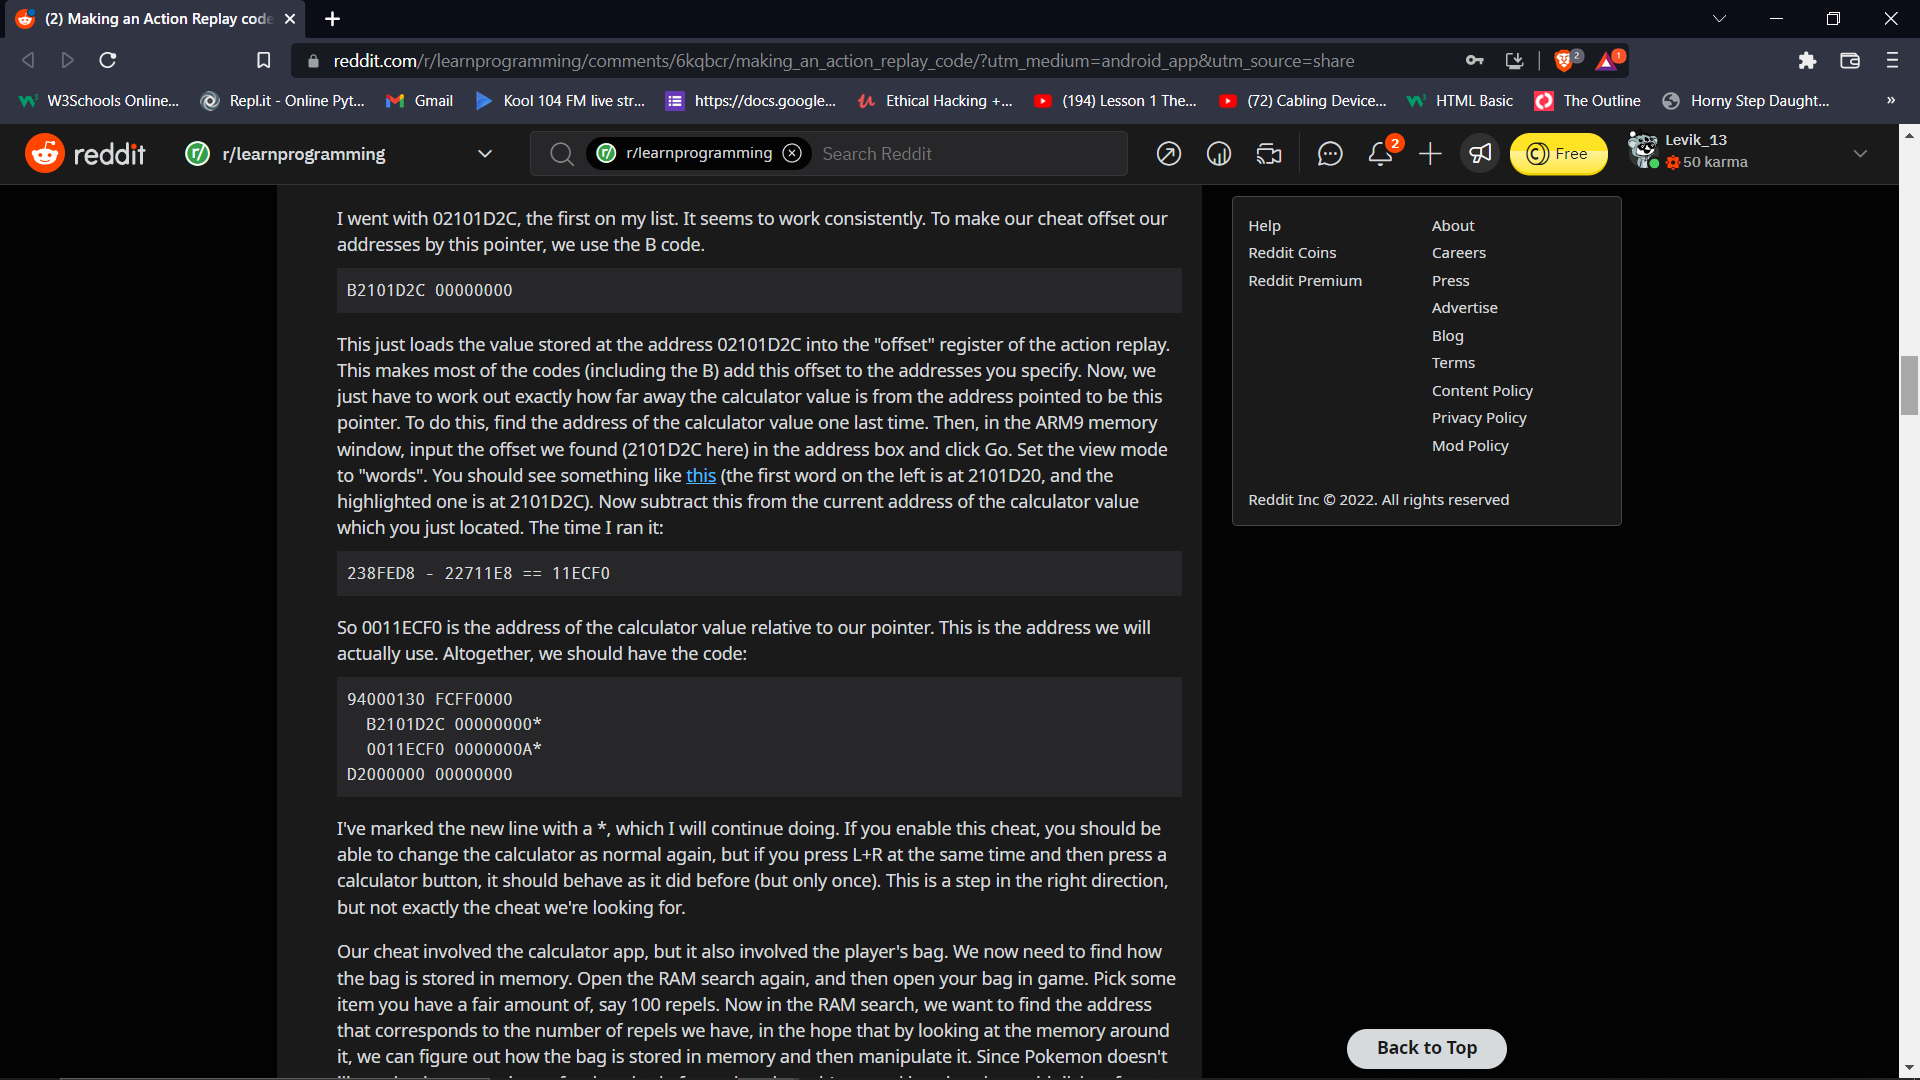 (2) Making an Action Replay code
reddit.com/r/learnprogramming/comments/6kqbcr/making_an_action_replay_code/?utm_medium=android_app&utm_source=share
2
1
W3Schools Online... Repl.it - Online Pyt... Gmail Kool 104 FM live str... https://docs.google... Ethical Hacking +... (194) Lesson 1 The... (72) Cabling Device... HTML Basic The Outline Horny Step Daught... »
reddit r/learnprogramming r/learnprogramming Search Reddit 2 Free Levik_13
50 karma
I went with 02101D2C, the first on my list. It seems to work consistently. To make our cheat offset our
addresses by this pointer, we use the B code.
B2101D2C 00000000
This just loads the value stored at the address 02101D2C into the "offset" register of the action replay.
This makes most of the codes (including the B) add this offset to the addresses you specify. Now, we
just have to work out exactly how far away the calculator value is from the address pointed to be this
pointer. To do this, find the address of the calculator value one last time. Then, in the ARM9 memory
window, input the offset we found (2101D2C here) in the address box and click Go. Set the view mode
to "words". You should see something like this (the first word on the left is at 2101D20, and the
highlighted one is at 2101D2C). Now subtract this from the current address of the calculator value
which you just located. The time I ran it:
238FED8 - 22711E8 == 11ECF0
So 0011ECF0 is the address of the calculator value relative to our pointer. This is the address we will
actually use. Altogether, we should have the code:
94000130 FCFF0000
B2101D2C 00000000*
0011ECF0 0000000A*
D2000000 00000000
I've marked the new line with a *, which I will continue doing. If you enable this cheat, you should be
able to change the calculator as normal again, but if you press L+R at the same time and then press a
calculator button, it should behave as it did before (but only once). This is a step in the right direction,
but not exactly the cheat we're looking for.
Our cheat involved the calculator app, but it also involved the player's bag. We now need to find how
the bag is stored in memory. Open the RAM search again, and then open your bag in game. Pick some
item you have a fair amount of, say 100 repels. Now in the RAM search, we want to find the address
that corresponds to the number of repels we have, in the hope that by looking at the memory around
it, we can figure out how the bag is stored in memory and then manipulate it. Since Pokemon doesn't
Help
Reddit Coins
Reddit Premium
About
Careers
Press
Advertise
Blog
Terms
Content Policy
Privacy Policy
Mod Policy
Reddit Inc © 2022. All rights reserved
Back to Top